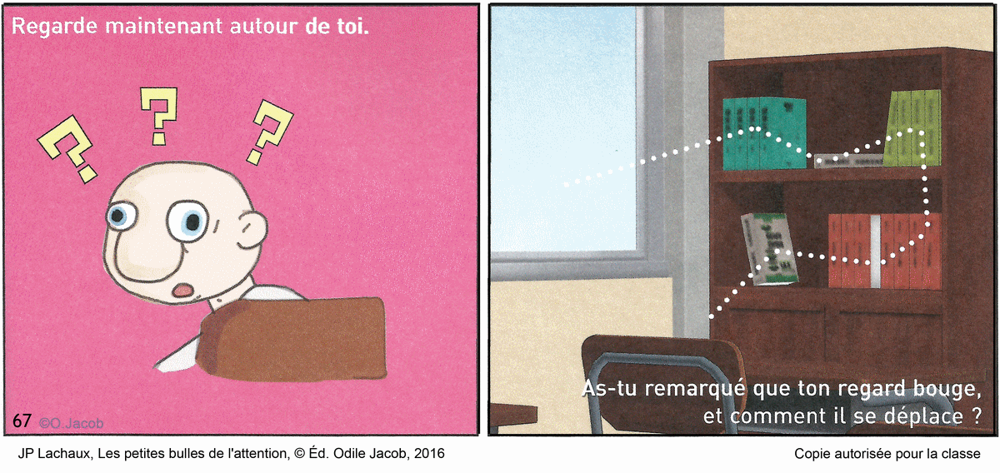 Regarde maintenant autour de toi.
? ? ?
67 ©O.Jacob
As-tu remarqué que ton regard bouge,
et comment il se déplace ?
JP Lachaux, Les petites bulles de l'attention, © Éd. Odile Jacob, 2016
Copie autorisée pour la classe